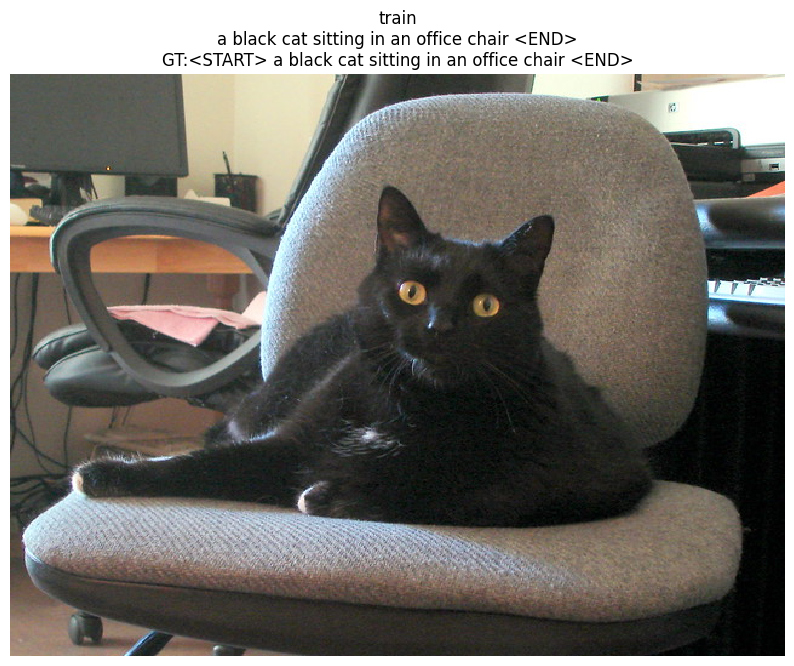 train
a black cat sitting in an office chair <END>
GT:<START> a black cat sitting in an office chair <END>